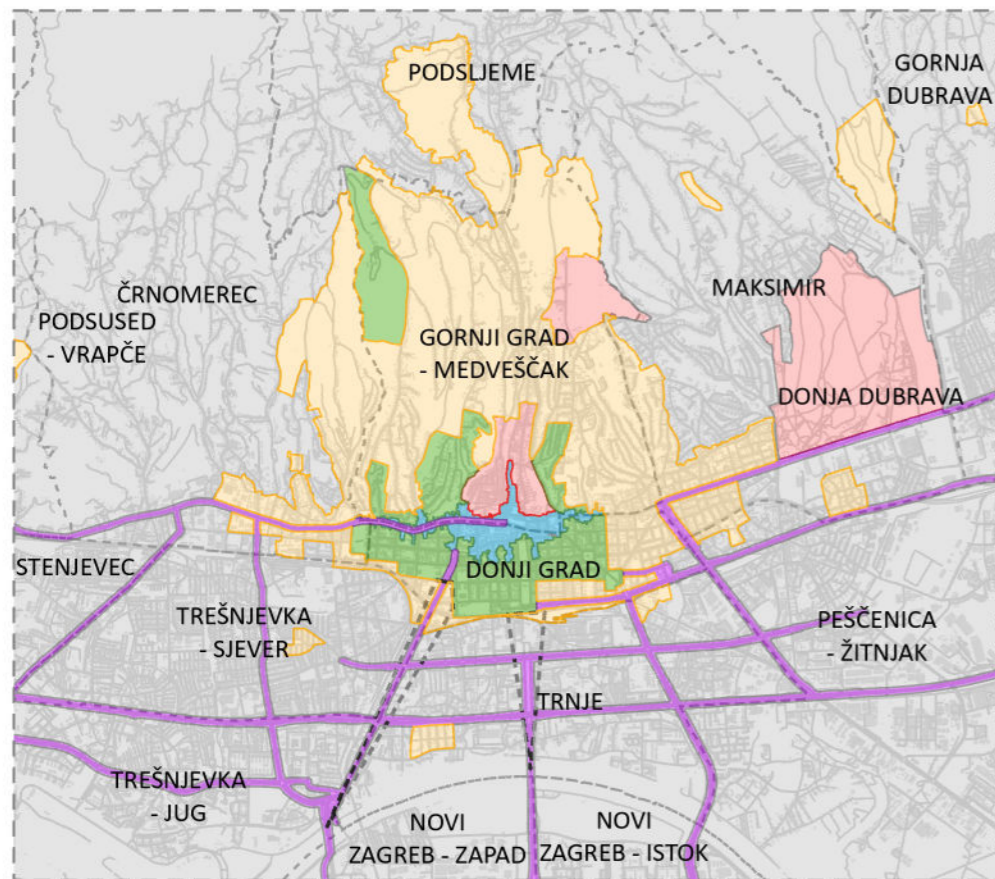 PODSLJEME
GORNJA
DUBRAVA
ČRNOMEREC
MAKSIMIR
PODSUSED
- VRAPČE
GORNJI GRAD
- MEDVEŠČAK
DONJA DUBRAVA
STENJEVEC
DONJI GRAD
TREŠNJEVKA
- SJEVER
PEŠČENICA
- ŽITNJAK
TRNJE
TREŠNJEVKA
- JUG
NOVI
ZAGREB - ZAPAD
NOVI
ZAGREB - ISTOK